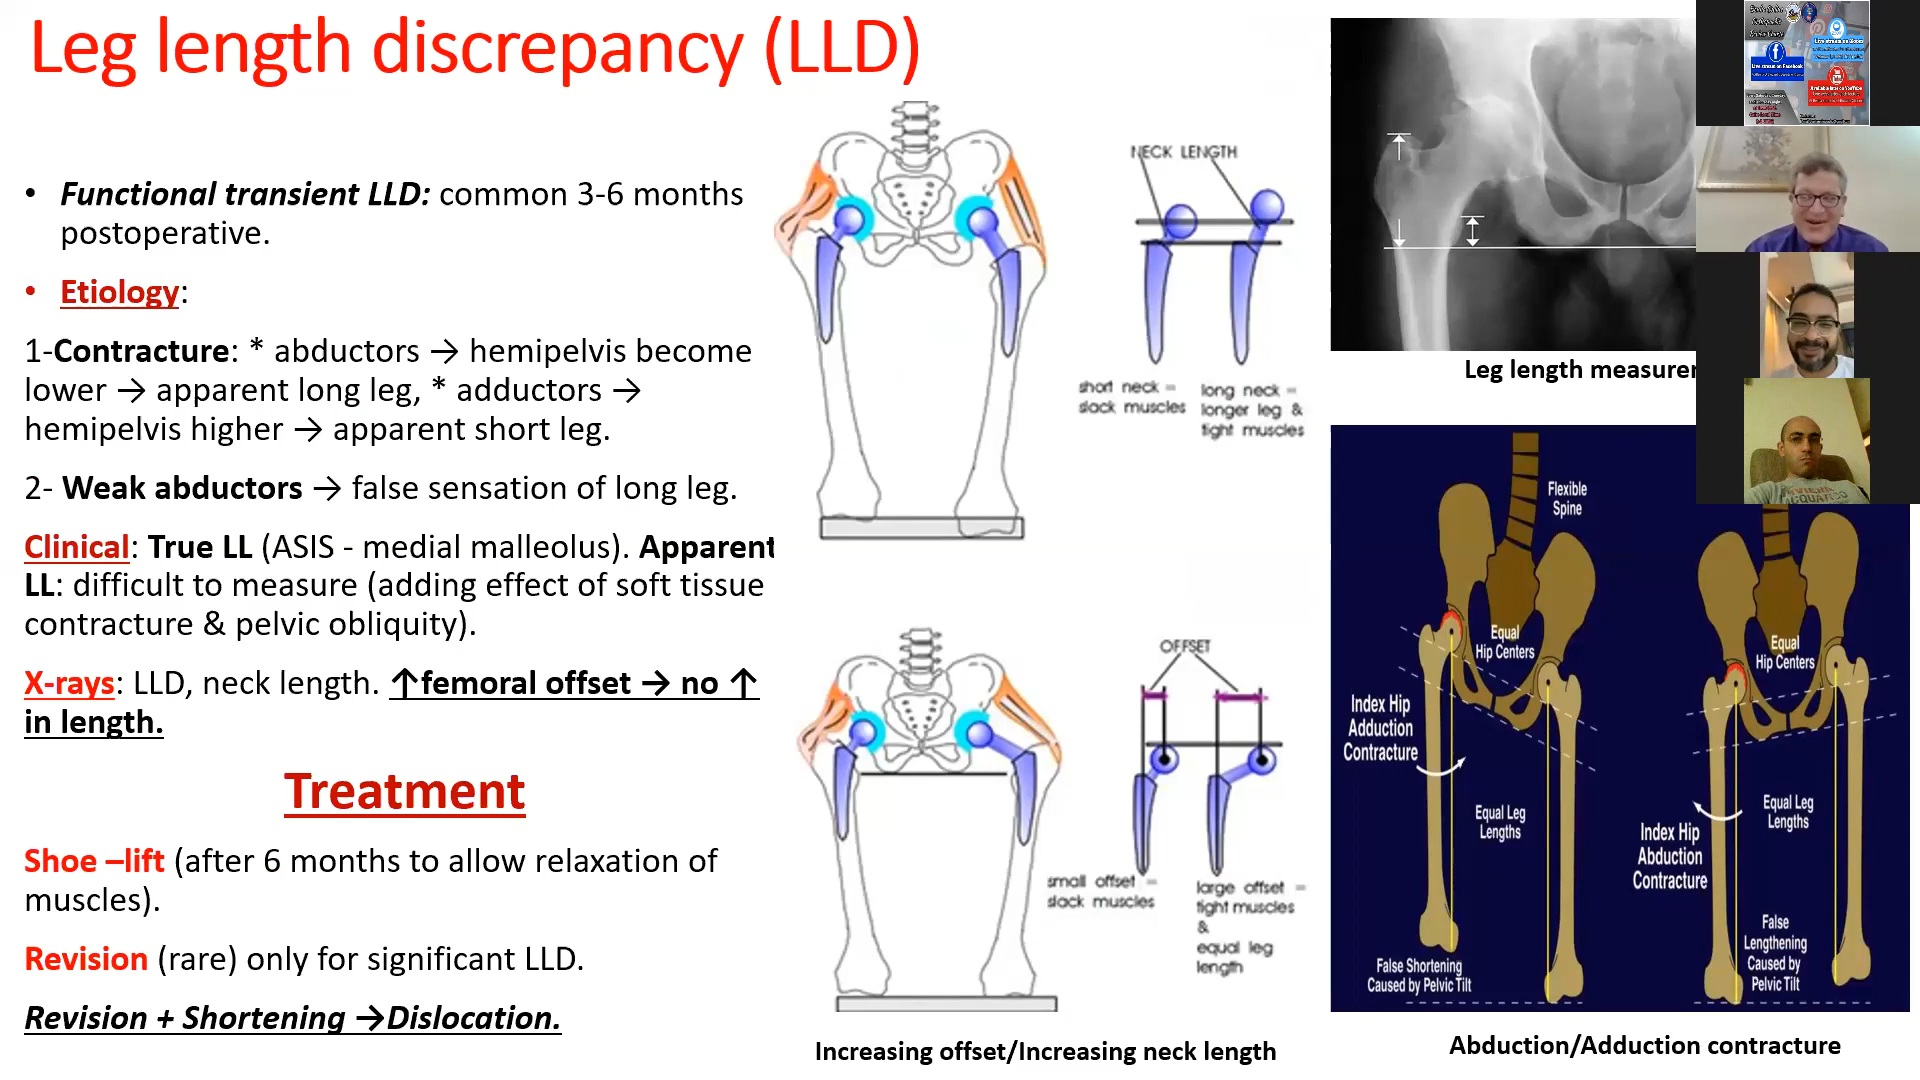 Leg length discrepancy (LLD)
• Functional transient LLD: common 3-6 months
postoperative.
• Etiology:
1-Contracture: * abductors → hemipelvis become
lower → apparent long leg, * adductors →
hemipelvis higher → apparent short leg.
2- Weak abductors → false sensation of long leg.
Clinical: True LL (ASIS - medial malleolus). Apparent
LL: difficult to measure (adding effect of soft tissue
contracture & pelvic obliquity).
X-rays: LLD, neck length. ↑femoral offset → no ↑
in length.
Treatment
Shoe –lift (after 6 months to allow relaxation of
muscles).
Revision (rare) only for significant LLD.
Revision + Shortening →Dislocation.
NECK LENGTH
short neck =
slack muscles
long neck =
longer leg &
tight muscles
OFFSET
small offset =
slack muscles
large offset =
tight muscles
&
equal leg
length
Increasing offset/Increasing neck length
Leg length measurer
Flexible
Spine
Equal
Hip Centers
Index Hip
Adduction
Contracture
Equal Leg
Lengths
False Shortening
Caused by Pelvic Tilt
Equal
Hip Centers
Equal Leg
Lengths
Index Hip
Abduction
Contracture
False
Lengthening
Caused by
Pelvic Tilt
Abduction/Adduction contracture
Live stream on Facebook